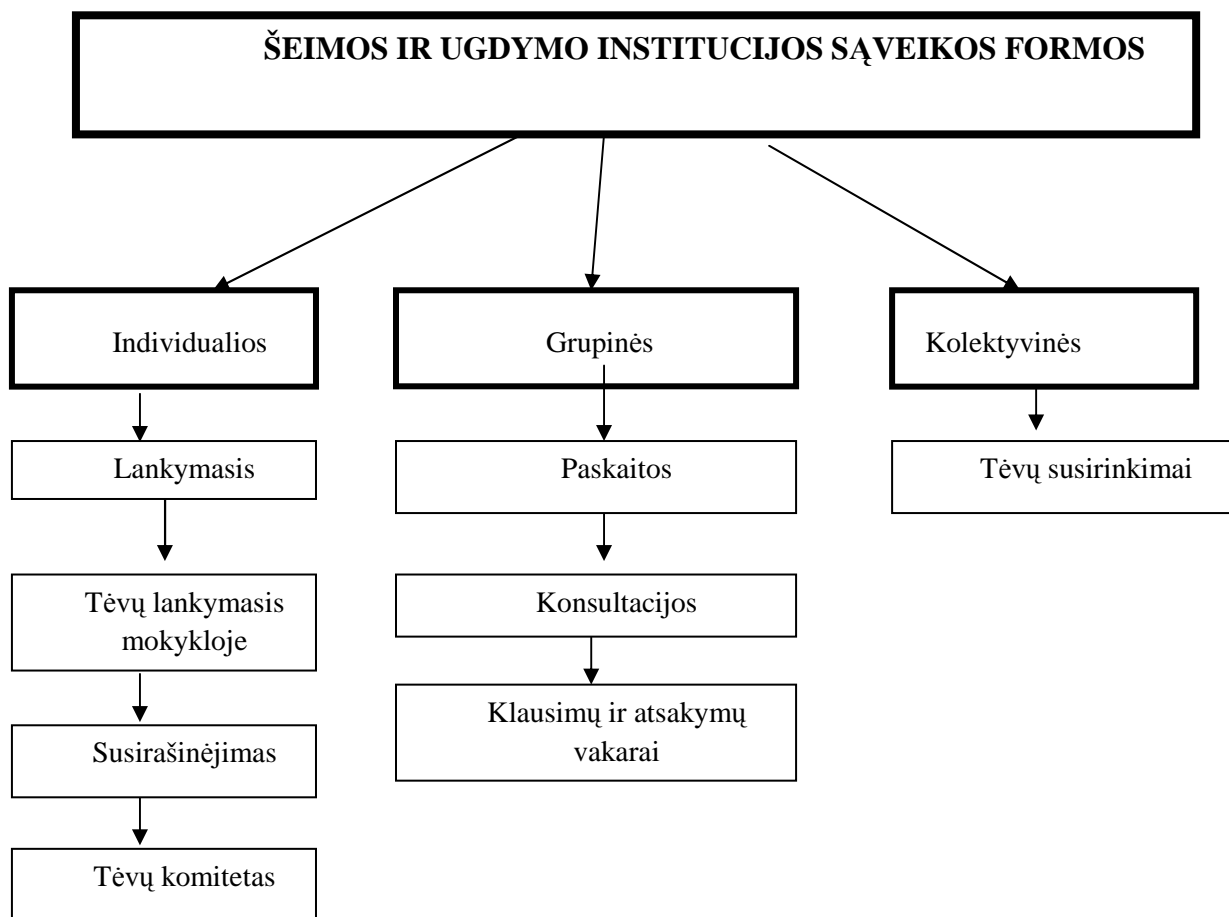 ŠEIMOS IR UGDYMO INSTITUCIJOS SĄVEIKOS FORMOS
Individualios
Grupinės
Kolektyvinės
Lankymasis
Paskaitos
Tėvų susirinkimai
Tėvų lankymasis
mokykloje
Konsultacijos
Susirašinėjimas
Klausimų ir atsakymų
vakarai
Tėvų komitetas